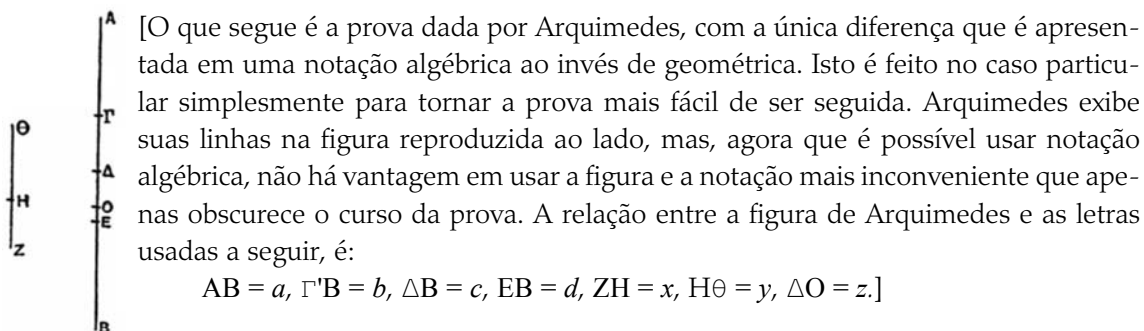 A
Γ
Δ
O
E
B
Θ
H
Z
[O que segue é a prova dada por Arquimedes, com a única diferença que é apresen-
tada em uma notação algébrica ao invés de geométrica. Isto é feito no caso particu-
lar simplesmente para tornar a prova mais fácil de ser seguida. Arquimedes exibe
suas linhas na figura reproduzida ao lado, mas, agora que é possível usar notação
algébrica, não há vantagem em usar a figura e a notação mais inconveniente que ape-
nas obscurece o curso da prova. A relação entre a figura de Arquimedes e as letras
usadas a seguir, é:
AB = a, Γ'B = b, ΔB = c, EB = d, ZH = x, Hθ = y, ΔO = z.]